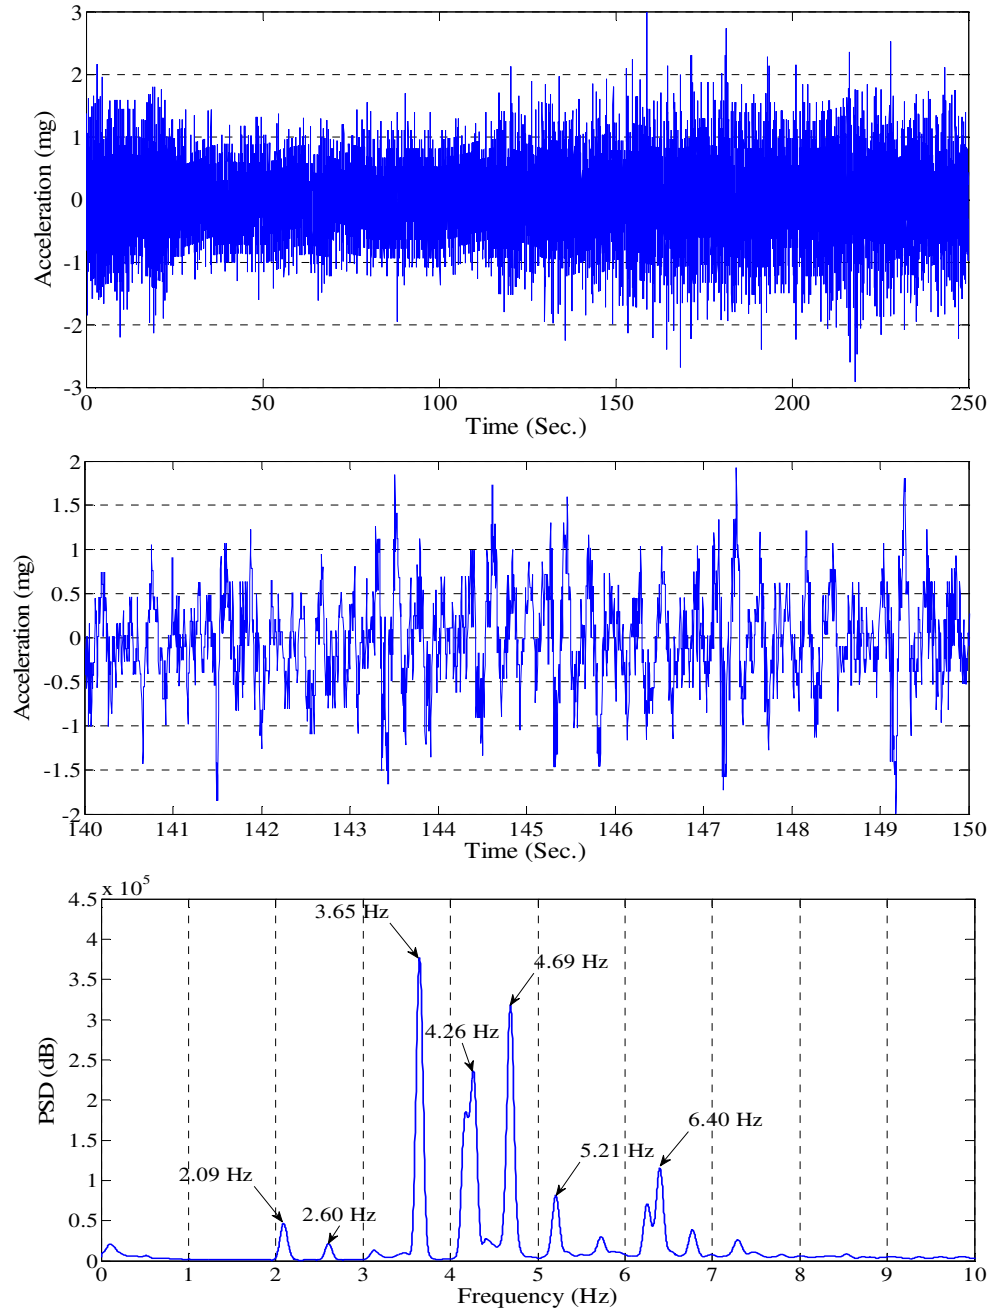 3
2
1
0
-1
-2
-3
Acceleration (mg)
0 50 100 150 200 250
Time (Sec.)
2
1.5
1
0.5
0
-0.5
-1
-1.5
-2
Acceleration (mg)
140 141 142 143 144 145 146 147 148 149 150
Time (Sec.)
x 10^5
4.5
4
3.5
3
2.5
2
1.5
1
0.5
0
PSD (dB)
3.65 Hz
4.69 Hz
4.26 Hz
6.40 Hz
5.21 Hz
2.09 Hz
2.60 Hz
0 1 2 3 4 5 6 7 8 9 10
Frequency (Hz)